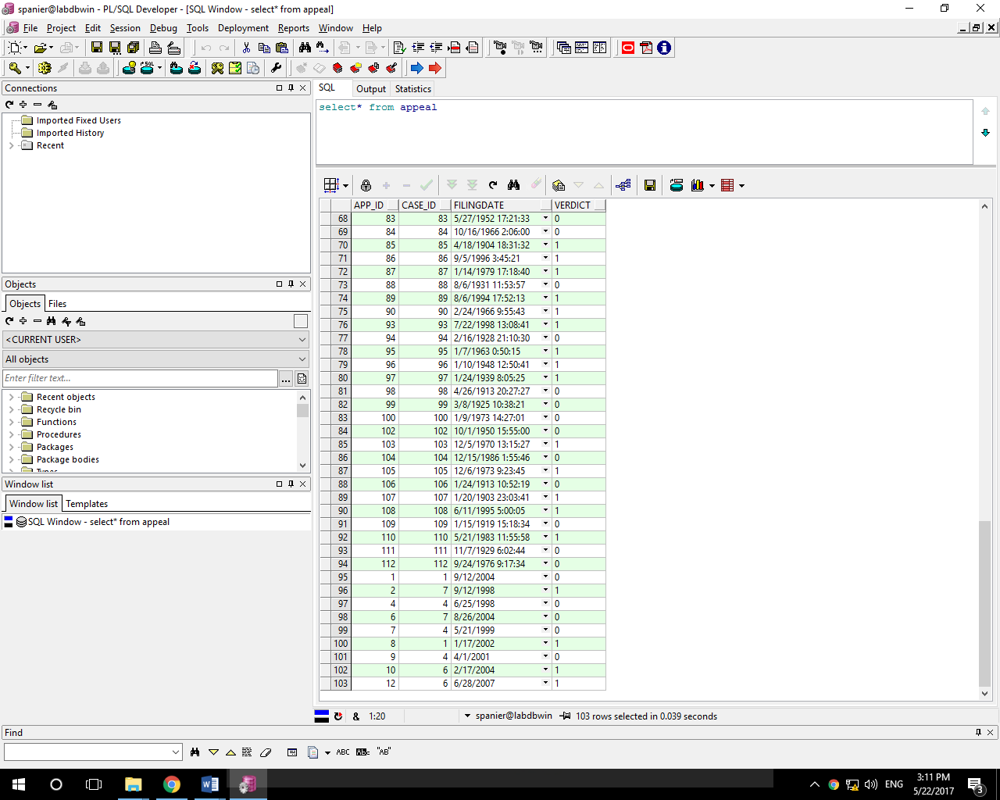 spanier@labdbwin - PL/SQL Developer - [SQL Window - select* from appeal]
File Project Edit Session Debug Tools Deployment Reports Window Help
Connections
Imported Fixed Users
Imported History
Recent
Objects
Objects Files
<CURRENT USER>
All objects
Enter filter text...
Recent objects
Recycle bin
Functions
Procedures
Packages
Package bodies
Types
Window list
Window list Templates
SQL Window - select* from appeal
SQL Output Statistics
select* from appeal
APP_ID CASE_ID FILINGDATE VERDICT
68 83 83 5/27/1952 17:21:33 0
69 84 84 10/16/1966 2:06:00 0
70 85 85 4/18/1904 18:31:32 1
71 86 86 9/5/1996 3:45:21 1
72 87 87 1/14/1979 17:18:40 1
73 88 88 8/6/1931 11:53:57 0
74 89 89 8/6/1994 17:52:13 1
75 90 90 2/24/1966 9:55:43 1
76 93 93 7/22/1998 13:08:41 1
77 94 94 2/16/1928 21:10:30 0
78 95 95 1/7/1963 0:50:15 1
79 96 96 1/10/1948 12:50:41 1
80 97 97 1/24/1939 8:05:25 1
81 98 98 4/26/1913 20:27:27 0
82 99 99 3/8/1925 10:38:21 0
83 100 100 1/9/1973 14:27:01 0
84 102 102 10/1/1950 15:55:00 0
85 103 103 12/5/1970 13:15:27 1
86 104 104 12/15/1986 1:55:46 0
87 105 105 12/6/1973 9:23:45 1
88 106 106 1/24/1913 10:52:19 0
89 107 107 1/20/1903 23:03:41 1
90 108 108 6/11/1995 5:00:05 1
91 109 109 1/15/1919 15:18:34 0
92 110 110 5/21/1983 11:55:58 1
93 111 111 11/7/1929 6:02:44 0
94 112 112 9/24/1976 9:17:34 0
95 1 1 9/12/2004 0
96 2 7 9/12/1998 1
97 4 4 6/25/1998 0
98 6 7 8/26/2004 0
99 7 4 5/21/1999 0
100 8 1 1/17/2002 1
101 9 4 4/1/2001 0
102 10 6 2/17/2004 1
103 12 6 6/28/2007 1
& 1:20 spanier@labdbwin 103 rows selected in 0.039 seconds
Find
ABC "AB"
ENG 3:11 PM
5/22/2017
3